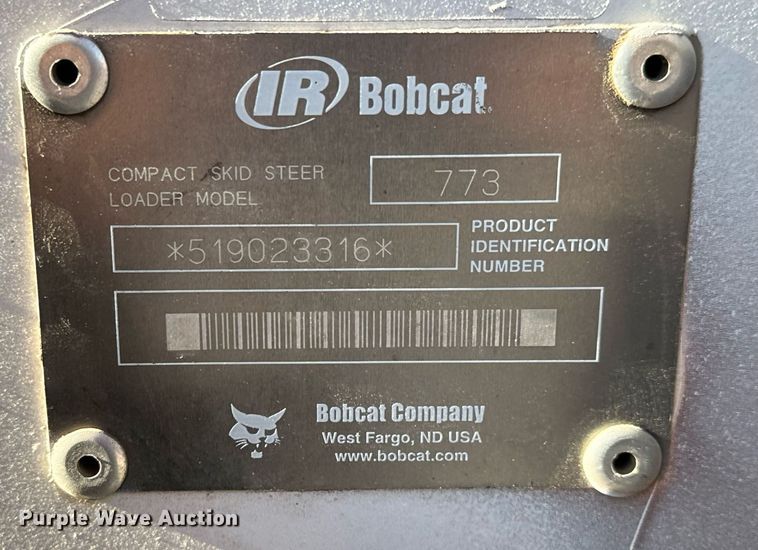 IR Bobcat
COMPACT SKID STEER
LOADER MODEL
773
*519023316*
PRODUCT
IDENTIFICATION
NUMBER
Bobcat Company
West Fargo, ND USA
www.bobcat.com
Purple Wave Auction